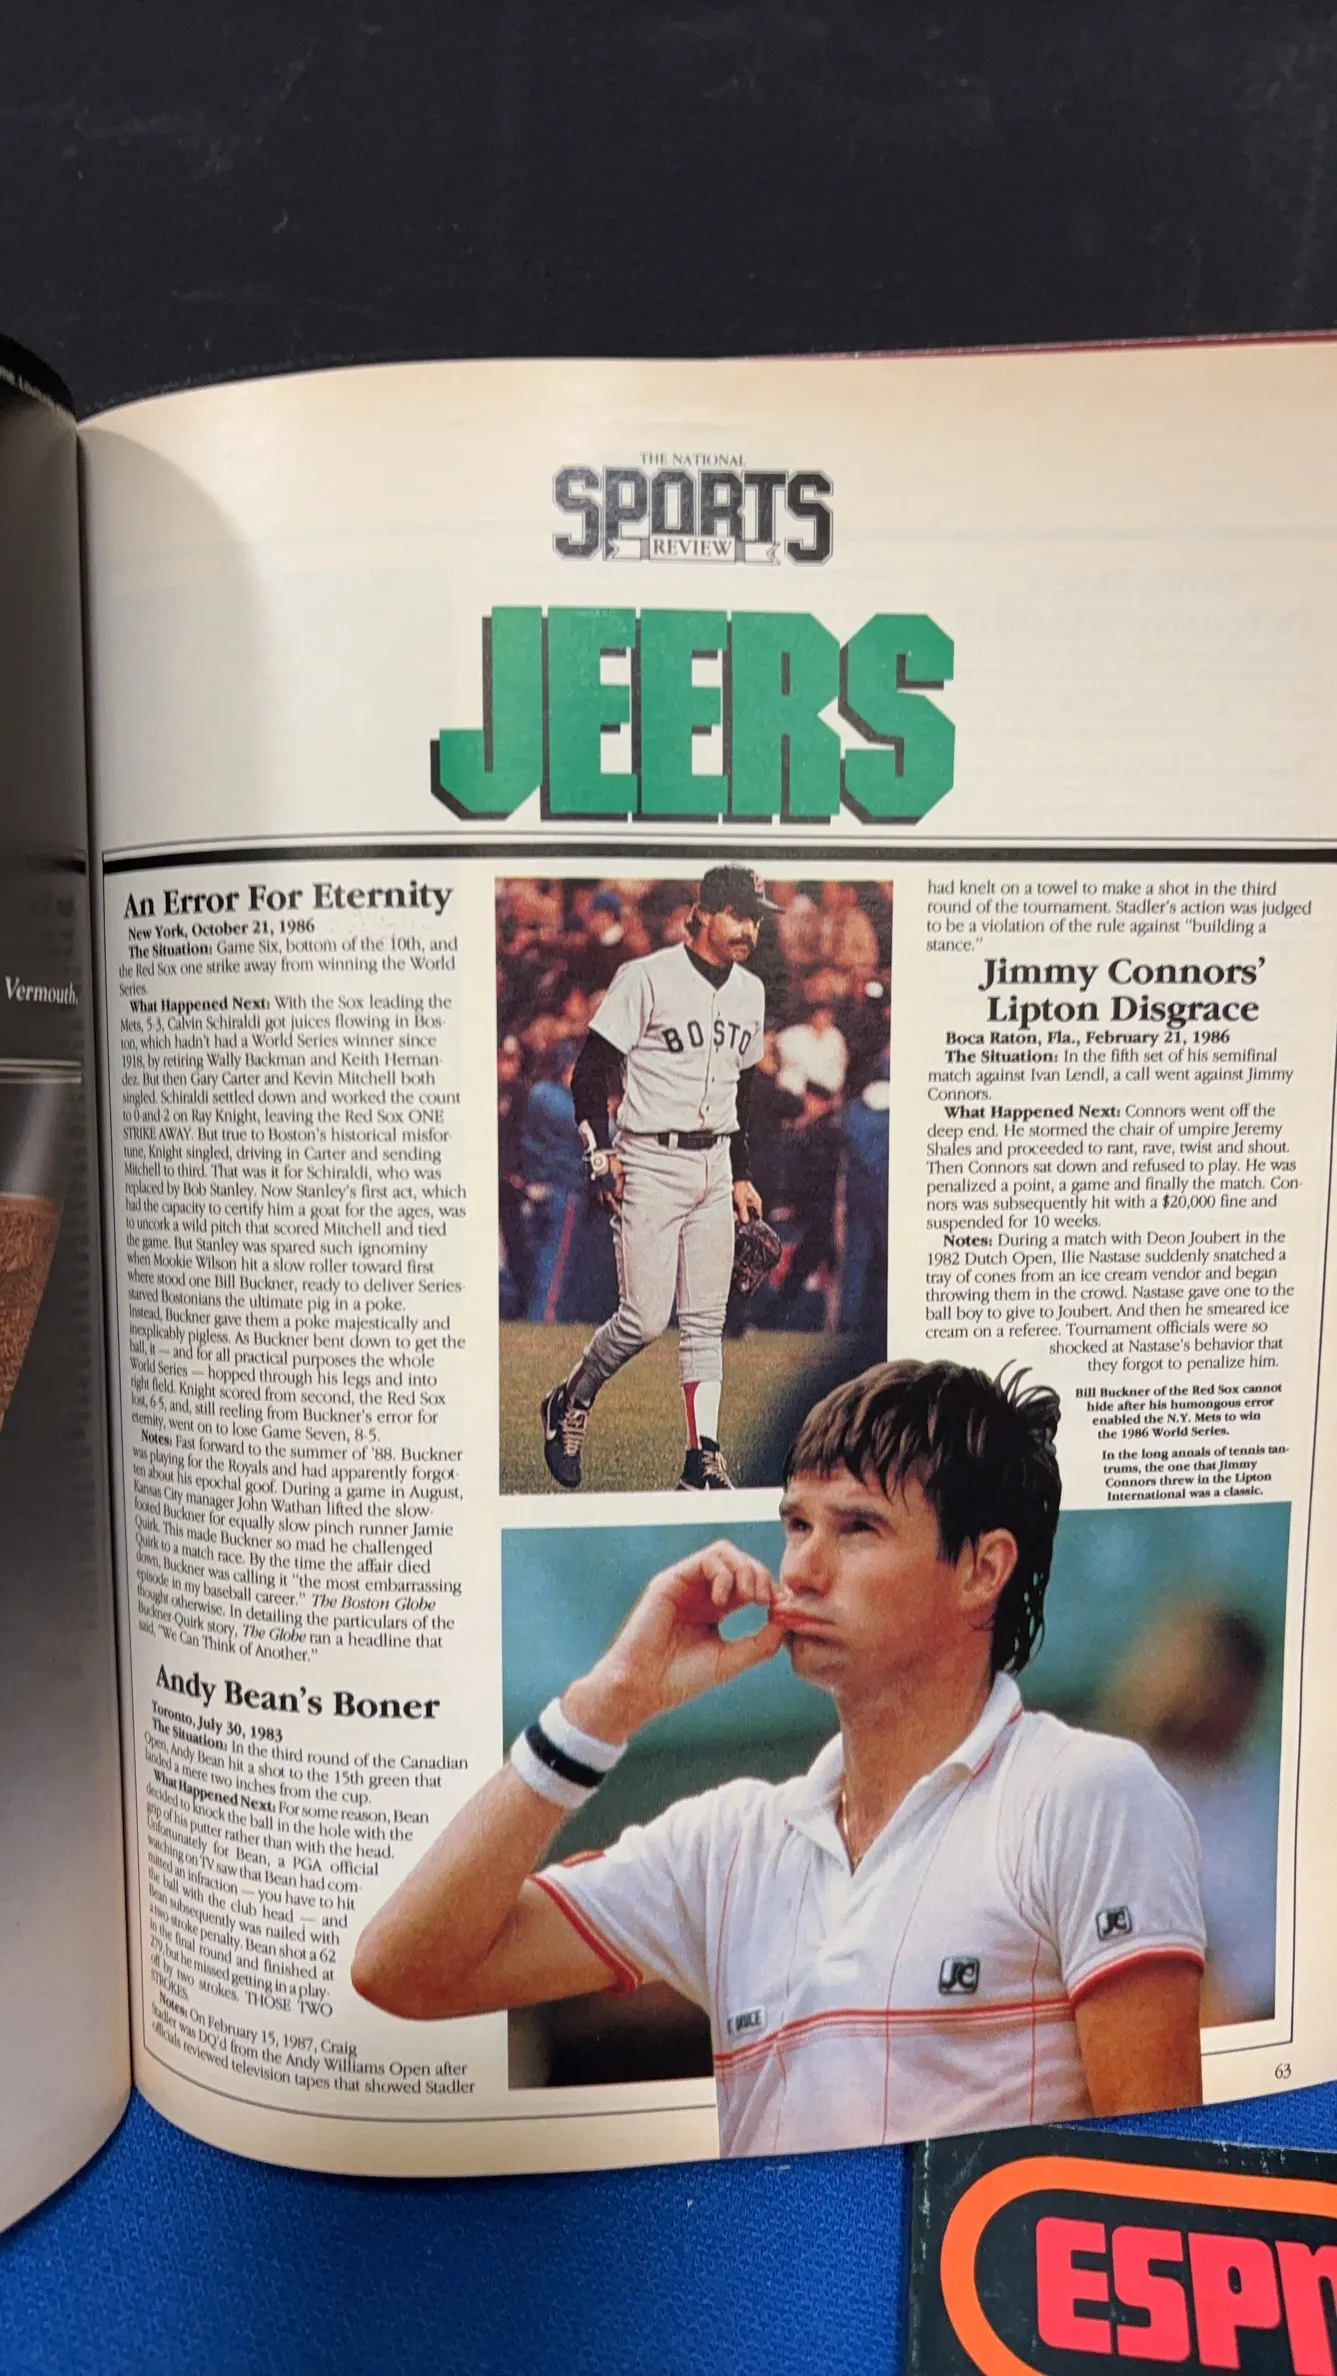 Vermouth.
THE NATIONAL
SPORTS
REVIEW
JEERS
An Error For Eternity
New York, October 21, 1986
The Situation: Game Six, bottom of the 10th, and
the Red Sox one strike away from winning the World
Series.
What Happened Next: With the Sox leading the
Mets, 5-3, Calvin Schiraldi got juices flowing in Bos-
ton, which hadn't had a World Series winner since
1918, by retiring Wally Backman and Keith Hernan-
dez. But then Gary Carter and Kevin Mitchell both
singled. Schiraldi settled down and worked the count
to 0-and-2 on Ray Knight, leaving the Red Sox ONE
STRIKE AWAY. But true to Boston's historical misfor-
tune, Knight singled, driving in Carter and sending
Mitchell to third. That was it for Schiraldi, who was
replaced by Bob Stanley. Now Stanley's first act, which
had the capacity to certify him a goat for the ages, was
to uncork a wild pitch that scored Mitchell and tied
the game. But Stanley was spared such ignominy
when Mookie Wilson hit a slow roller toward first
where stood one Bill Buckner, ready to deliver Series-
starved Bostonians the ultimate pig in a poke.
Instead, Buckner gave them a poke majestically and
inexplicably pigless. As Buckner bent down to get the
ball, it — and for all practical purposes the whole
World Series — hopped through his legs and into
right field. Knight scored from second, the Red Sox
lost, 6-5, and, still reeling from Buckner's error for
eternity, went on to lose Game Seven, 8-5.
Notes: Fast forward to the summer of '88. Buckner
was playing for the Royals and had apparently forgot-
ten about his epochal goof. During a game in August,
Kansas City manager John Wathan lifted the slow-
footed Buckner for equally slow pinch runner Jamie
Quirk. This made Buckner so mad he challenged
Quirk to a match race. By the time the affair died
down, Buckner was calling it "the most embarrassing
episode in my baseball career." The Boston Globe
thought otherwise. In detailing the particulars of the
Buckner-Quirk story, The Globe ran a headline that
said, "We Can Think of Another."
Andy Bean's Boner
Toronto, July 30, 1983
The Situation: In the third round of the Canadian
Open, Andy Bean hit a shot to the 15th green that
landed a mere two inches from the cup.
What Happened Next: For some reason, Bean
decided to knock the ball in the hole with the
grip of his putter rather than with the head.
Unfortunately for Bean, a PGA official
watching on TV saw that Bean had com-
mitted an infraction — you have to hit
the ball with the club head — and
Bean subsequently was nailed with
a two stroke penalty. Bean shot a 62
in the final round and finished at
279, but he missed getting in a play-
off by two strokes. THOSE TWO
STROKES.
Notes: On February 15, 1987, Craig
Stadler was DQ'd from the Andy Williams Open after
officials reviewed television tapes that showed Stadler
BOSTO
had knelt on a towel to make a shot in the third
round of the tournament. Stadler's action was judged
to be a violation of the rule against "building a
stance."
Jimmy Connors'
Lipton Disgrace
Boca Raton, Fla., February 21, 1986
The Situation: In the fifth set of his semifinal
match against Ivan Lendl, a call went against Jimmy
Connors.
What Happened Next: Connors went off the
deep end. He stormed the chair of umpire Jeremy
Shales and proceeded to rant, rave, twist and shout.
Then Connors sat down and refused to play. He was
penalized a point, a game and finally the match. Con-
nors was subsequently hit with a $20,000 fine and
suspended for 10 weeks.
Notes: During a match with Deon Joubert in the
1982 Dutch Open, Ilie Nastase suddenly snatched a
tray of cones from an ice cream vendor and began
throwing them in the crowd. Nastase gave one to the
ball boy to give to Joubert. And then he smeared ice
cream on a referee. Tournament officials were so
shocked at Nastase's behavior that
they forgot to penalize him.
Bill Buckner of the Red Sox cannot
hide after his humongous error
enabled the N.Y. Mets to win
the 1986 World Series.
In the long annals of tennis tan-
trums, the one that Jimmy
Connors threw in the Lipton
International was a classic.
JC
JC
63
ESPN